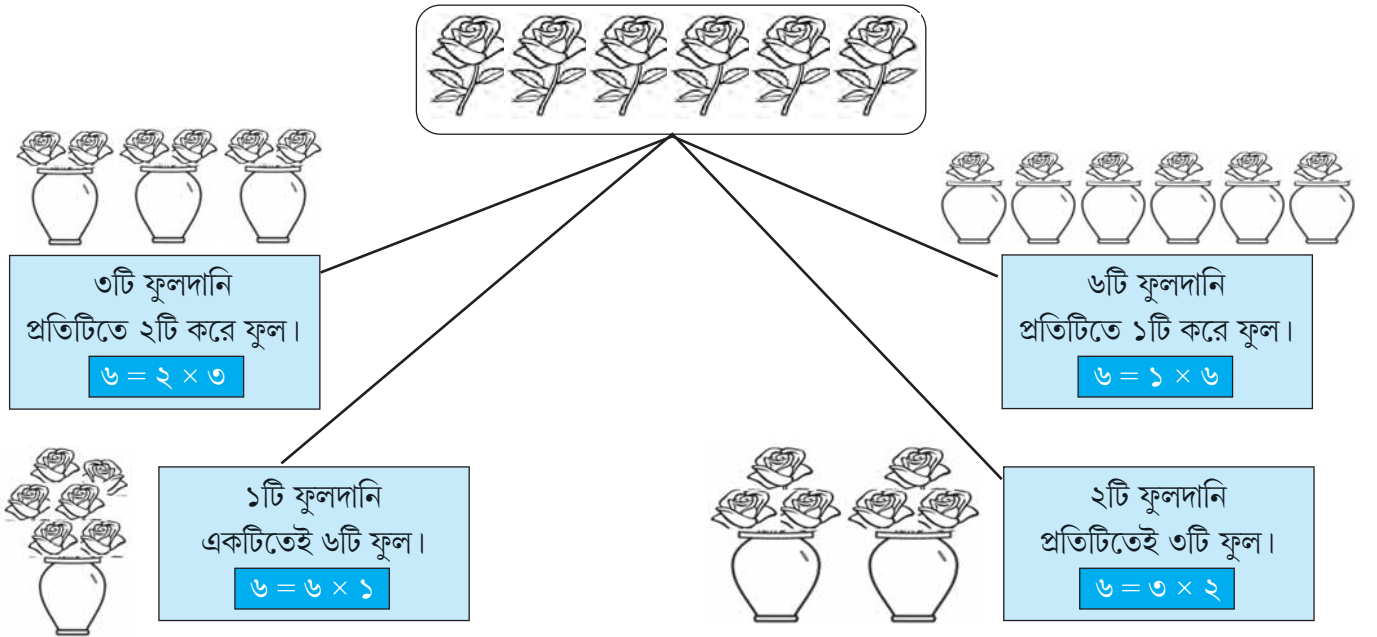 ৩টি ফুলদানি
প্রতিটিতে ২টি করে ফুল।
৬ = ২ × ৩
৬টি ফুলদানি
প্রতিটিতে ১টি করে ফুল।
৬ = ১ × ৬
১টি ফুলদানি
একটিতেই ৬টি ফুল।
৬ = ৬ × ১
২টি ফুলদানি
প্রতিটিতেই ৩টি ফুল।
৬ = ৩ × ২